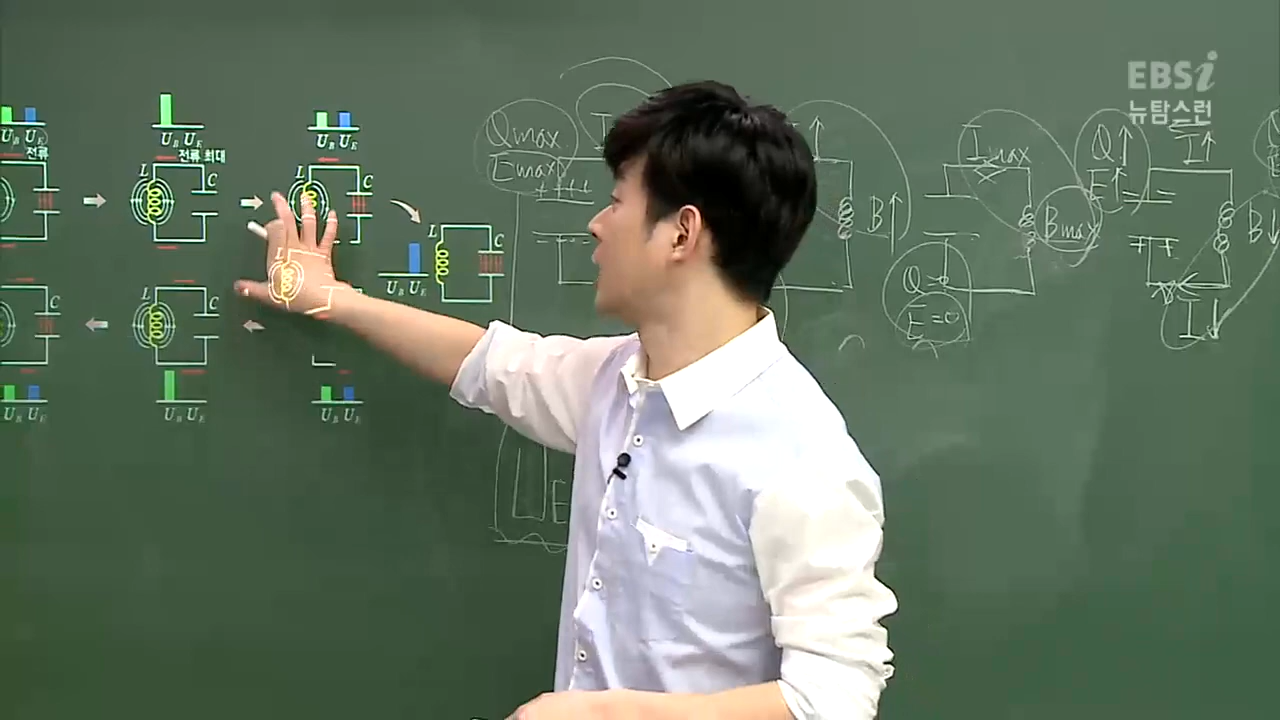 EBSi
뉴탐스런
U_B U_E
전류
U_B U_E
전류 최대
U_B U_E
L
C
L
C
L
C
U_B U_E
L
C
L
C
U_B U_E
U_B U_E
U_B U_E
Qmax
Emax
++++
B↑
Imax
Bmax
Q=0
E=0
Q↑
E↑
I↑
B↓
I↓
E